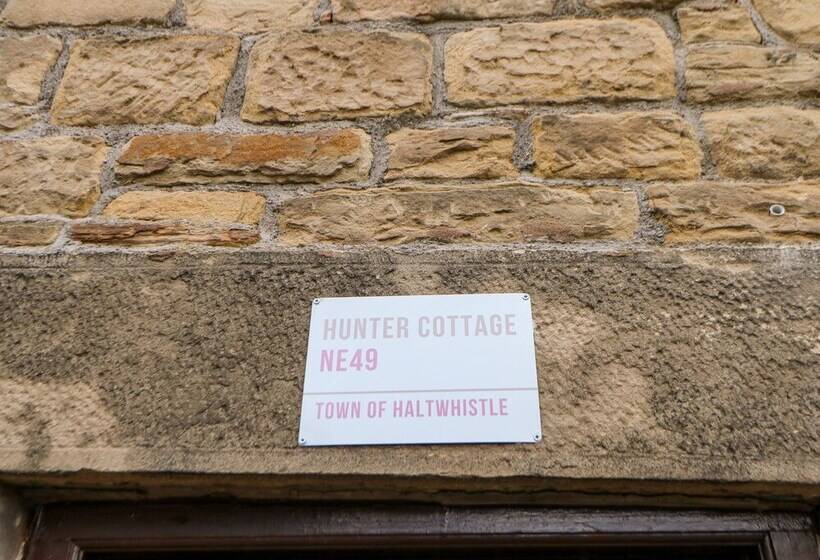 HUNTER COTTAGE
NE49
TOWN OF HALTWHISTLE